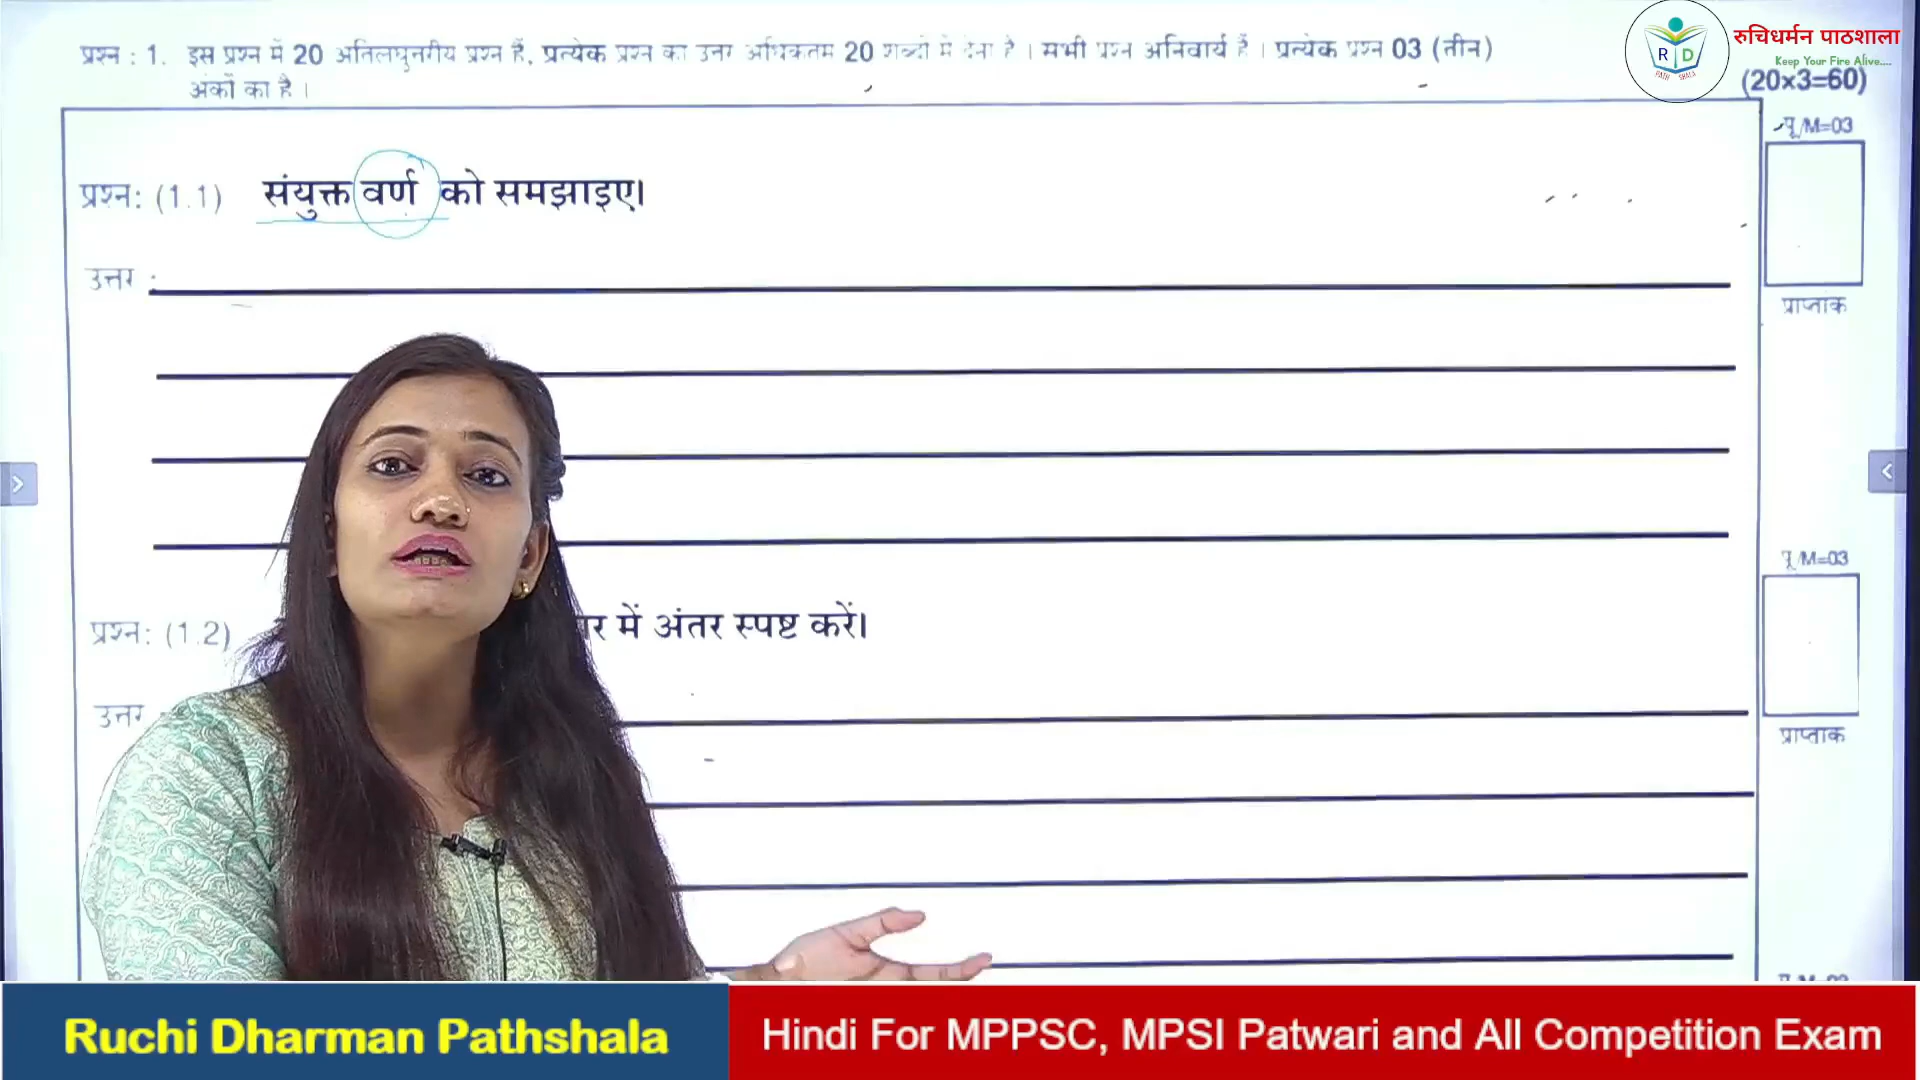 रुचिधर्मन पाठशाला
Keep Your Fire Alive....
R D
PATH SHALA
प्रश्न : 1. इस प्रश्न में 20 अतिलघुत्तरीय प्रश्न हैं, प्रत्येक प्रश्न का उत्तर अधिकतम 20 शब्दों में देना है । सभी प्रश्न अनिवार्य हैं । प्रत्येक प्रश्न 03 (तीन)
अंकों का है ।
(20x3=60)
पू/M=03
प्रश्न: (1.1) संयुक्त वर्ण को समझाइए।
उत्तर :
प्राप्तांक
पू/M=03
प्रश्न: (1.2) में अंतर स्पष्ट करें।
उत्तर
प्राप्तांक
Ruchi Dharman Pathshala
Hindi For MPPSC, MPSI Patwari and All Competition Exam